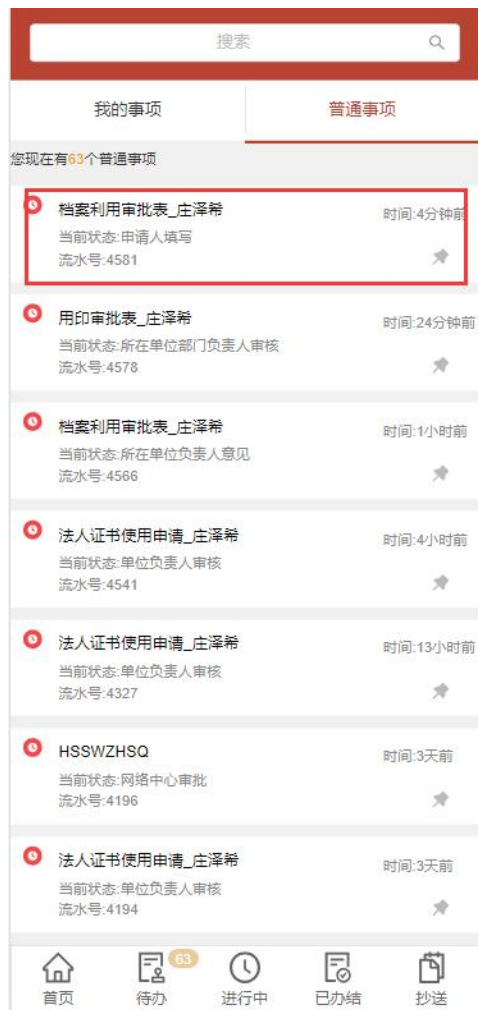 搜索
我的事项
普通事项
您现在有63个普通事项
档案利用审批表_庄泽希
时间:4分钟前
当前状态:申请人填写
流水号:4581
用印审批表_庄泽希
时间:24分钟前
当前状态:所在单位部门负责人审核
流水号:4578
档案利用审批表_庄泽希
时间:1小时前
当前状态:所在单位负责人意见
流水号:4566
法人证书使用申请_庄泽希
时间:4小时前
当前状态:单位负责人审核
流水号:4541
法人证书使用申请_庄泽希
时间:13小时前
当前状态:单位负责人审核
流水号:4327
HSSWZHSQ
时间:3天前
当前状态:网络中心审批
流水号:4196
法人证书使用申请_庄泽希
时间:3天前
当前状态:单位负责人审核
流水号:4194
63
首页
待办
进行中
已办结
抄送